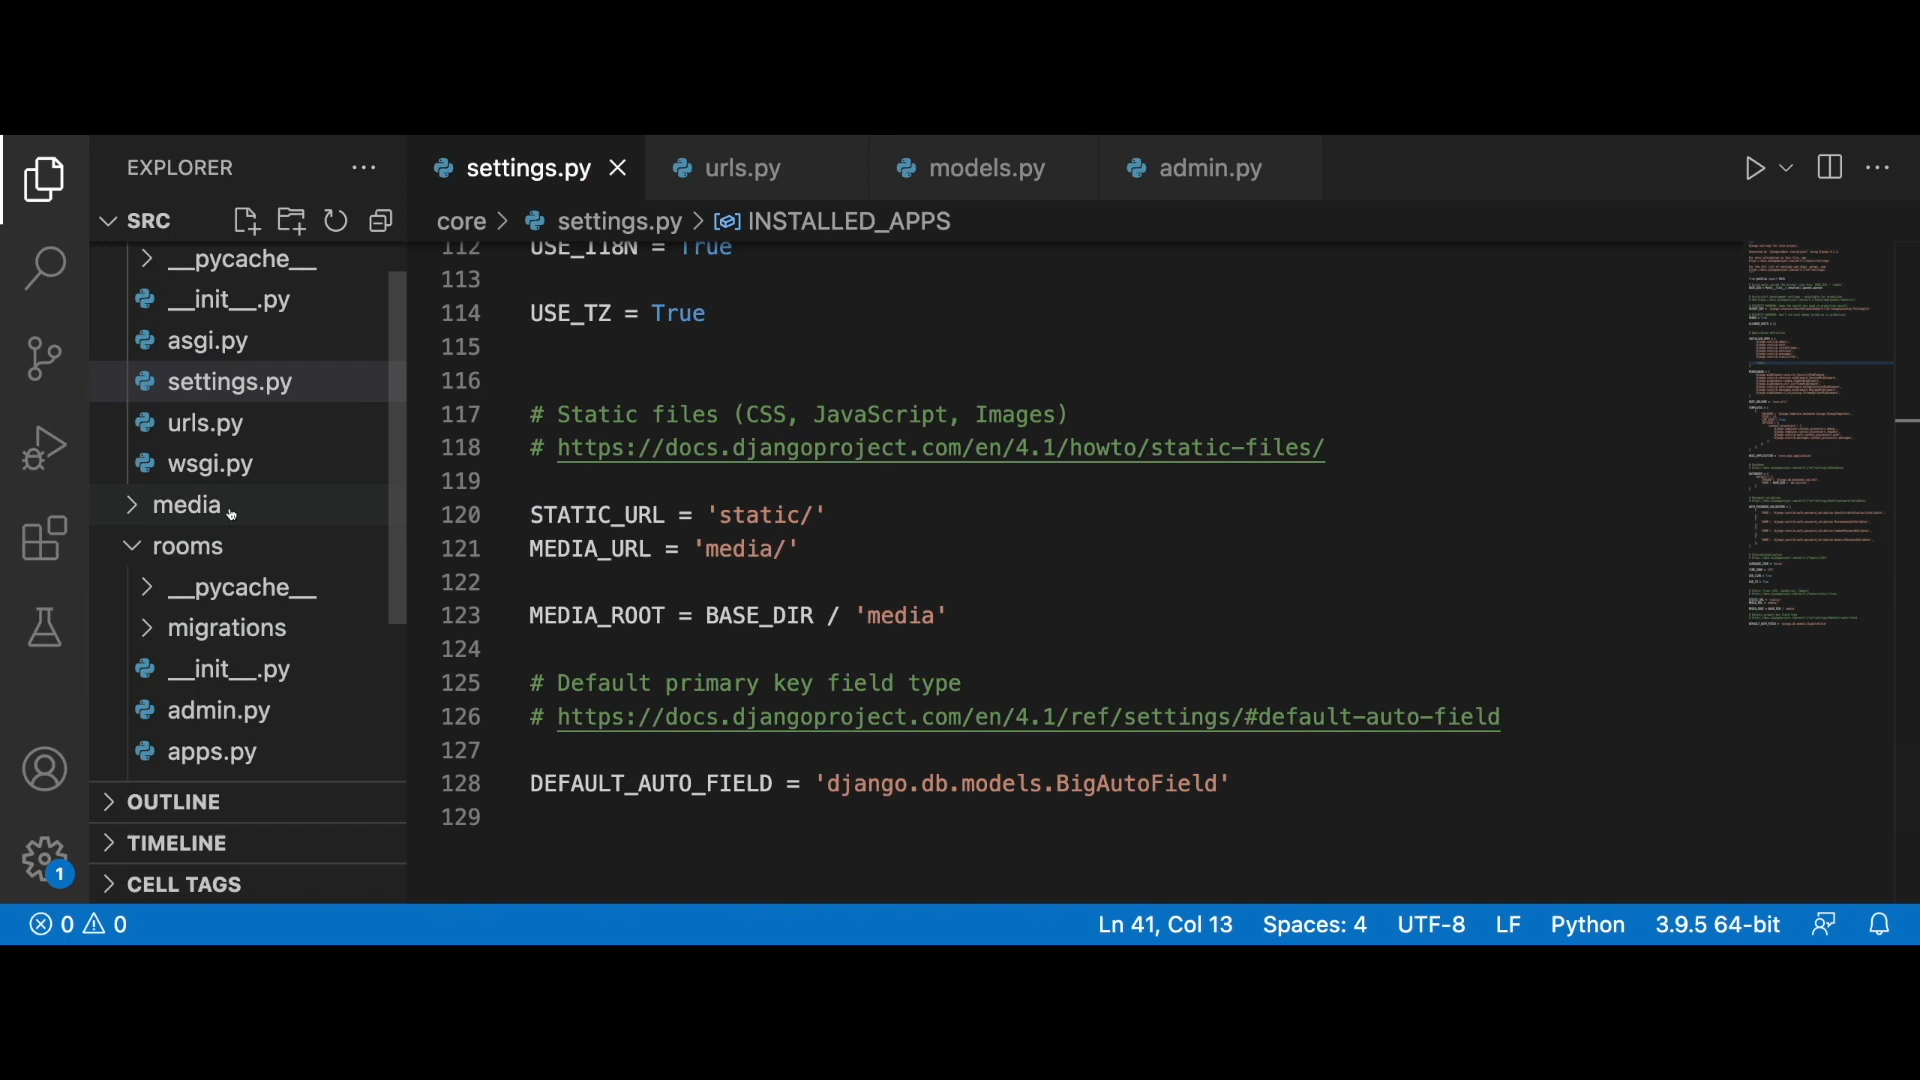 EXPLORER
SRC
__pycache__
__init__.py
asgi.py
settings.py
urls.py
wsgi.py
media
rooms
__pycache__
migrations
__init__.py
admin.py
apps.py
OUTLINE
TIMELINE
CELL TAGS
1
settings.py
urls.py
models.py
admin.py
core > settings.py > INSTALLED_APPS
112 USE_I18N = True
113
114 USE_TZ = True
115
116
117 # Static files (CSS, JavaScript, Images)
118 # https://docs.djangoproject.com/en/4.1/howto/static-files/
119
120 STATIC_URL = 'static/'
121 MEDIA_URL = 'media/'
122
123 MEDIA_ROOT = BASE_DIR / 'media'
124
125 # Default primary key field type
126 # https://docs.djangoproject.com/en/4.1/ref/settings/#default-auto-field
127
128 DEFAULT_AUTO_FIELD = 'django.db.models.BigAutoField'
129
0 0 Ln 41, Col 13 Spaces: 4 UTF-8 LF Python 3.9.5 64-bit